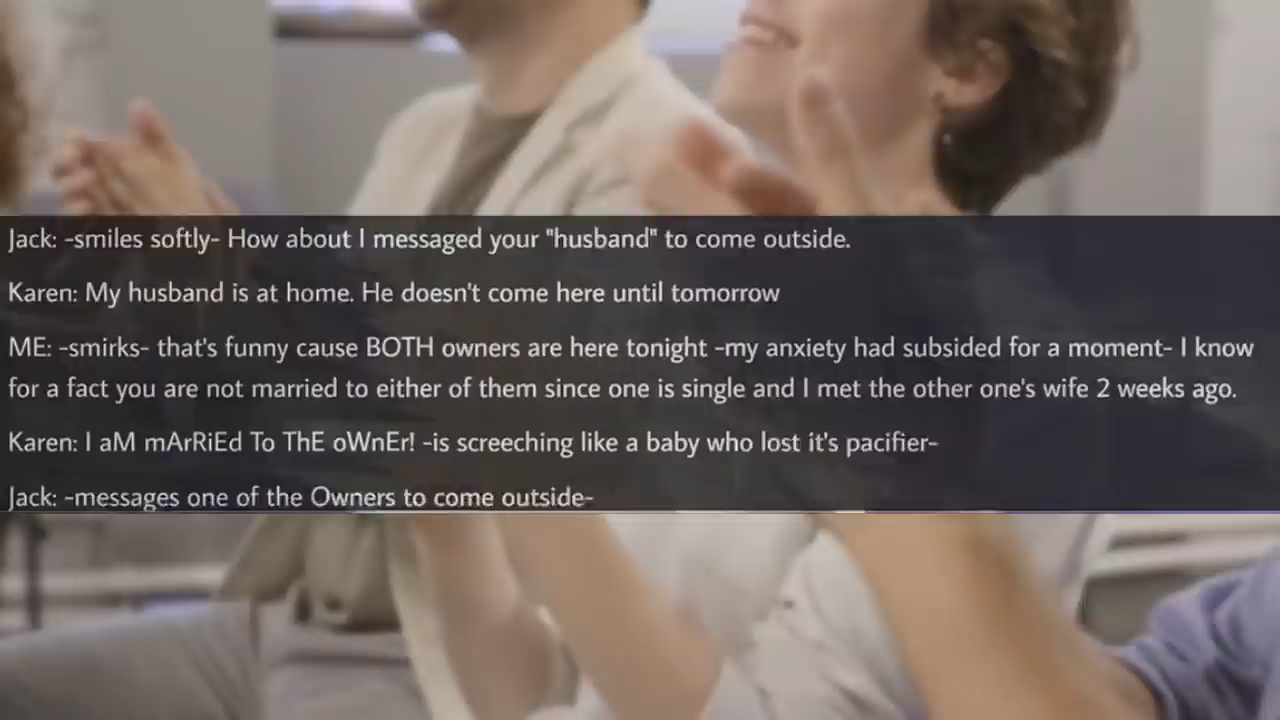 Jack: -smiles softly- How about I messaged your "husband" to come outside.
Karen: My husband is at home. He doesn't come here until tomorrow
ME: -smirks- that's funny cause BOTH owners are here tonight -my anxiety had subsided for a moment- I know
for a fact you are not married to either of them since one is single and I met the other one's wife 2 weeks ago.
Karen: I aM mArRiEd To ThE oWnEr! -is screeching like a baby who lost it's pacifier-
Jack: -messages one of the Owners to come outside-